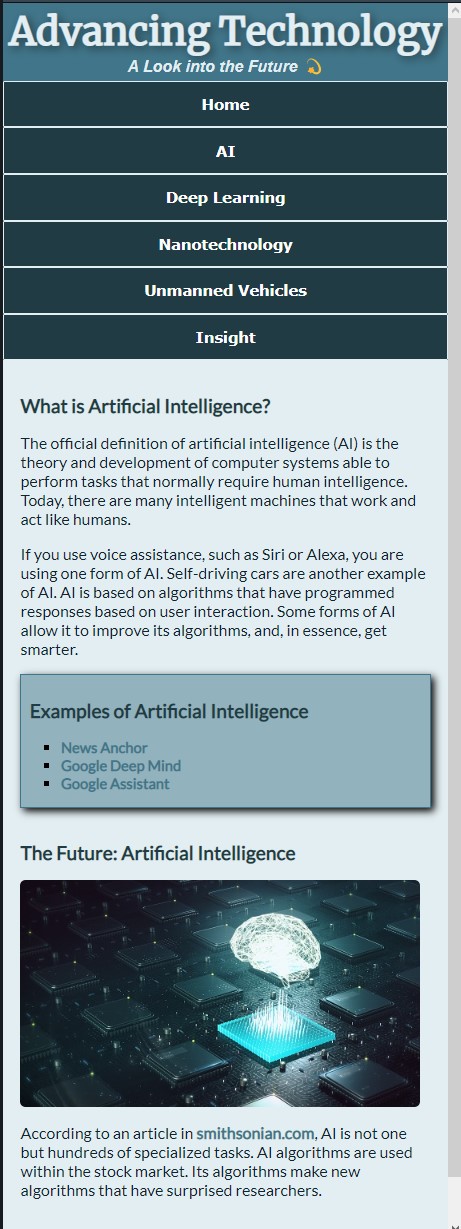 Advancing Technology
A Look into the Future
Home
AI
Deep Learning
Nanotechnology
Unmanned Vehicles
Insight
What is Artificial Intelligence?
The official definition of artificial intelligence (AI) is the
theory and development of computer systems able to
perform tasks that normally require human intelligence.
Today, there are many intelligent machines that work and
act like humans.
If you use voice assistance, such as Siri or Alexa, you are
using one form of AI. Self-driving cars are another example
of AI. AI is based on algorithms that have programmed
responses based on user interaction. Some forms of AI
allow it to improve its algorithms, and, in essence, get
smarter.
Examples of Artificial Intelligence
News Anchor
Google Deep Mind
Google Assistant
The Future: Artificial Intelligence
According to an article in smithsonian.com, AI is not one
but hundreds of specialized tasks. AI algorithms are used
within the stock market. Its algorithms make new
algorithms that have surprised researchers.